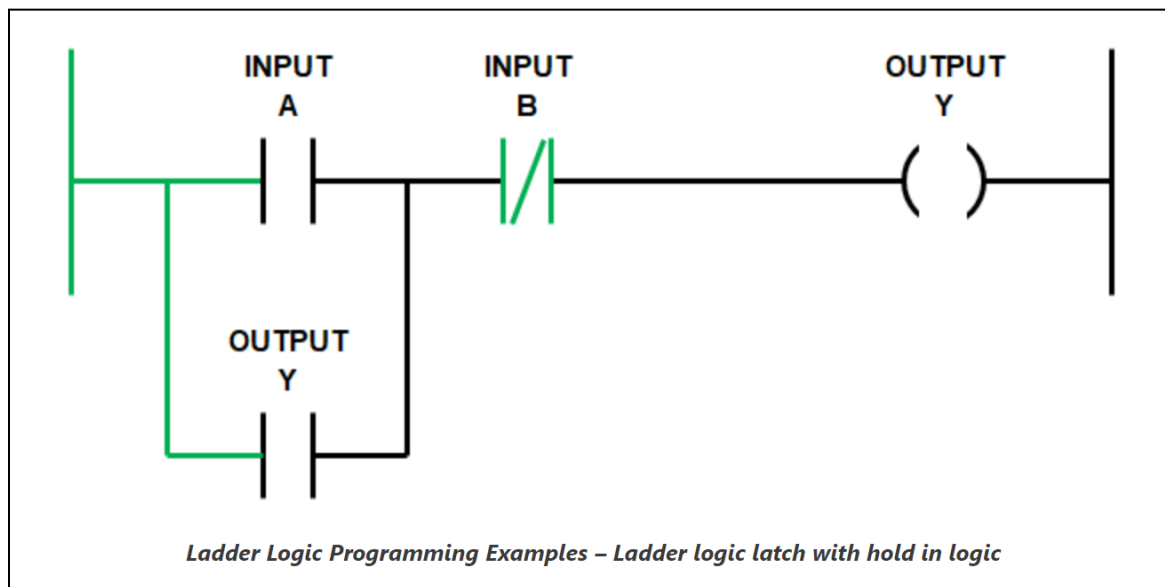 INPUT
A
INPUT
B
OUTPUT
Y
OUTPUT
Y
Ladder Logic Programming Examples – Ladder logic latch with hold in logic